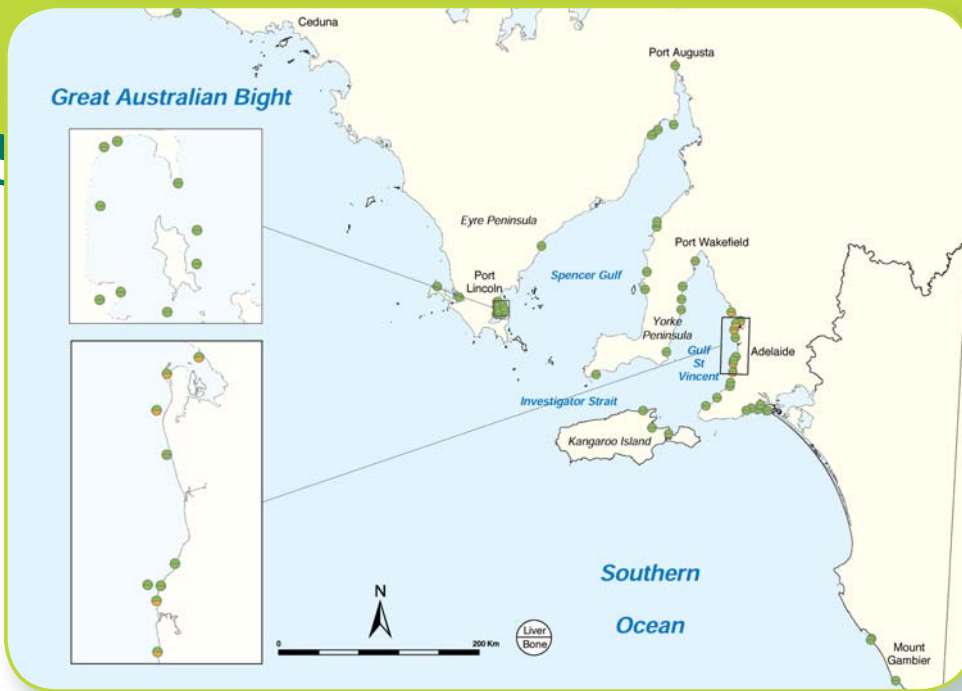 Ceduna
Port Augusta
Great Australian Bight
Eyre Peninsula
Port Wakefield
Port
Lincoln
Spencer Gulf
Yorke
Peninsula
Gulf
St
Vincent
Adelaide
Investigator Strait
Kangaroo Island
Southern
Ocean
N
0
200 Km
Liver
Bone
Mount
Gambier